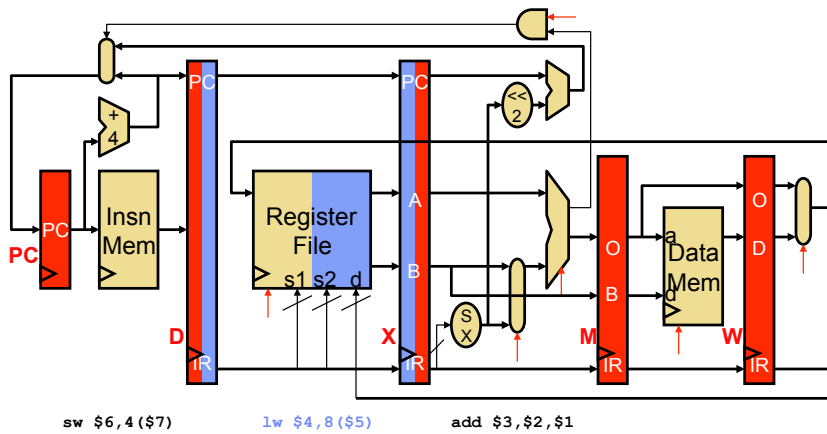 +
4
<<
2
PC
PC
PC
PC
Insn
Mem
Register
File
s1 s2 d
A
B
S
X
O
B
a
d
Data
Mem
O
D
D
X
M
W
IR
IR
IR
IR
sw $6,4($7)
lw $4,8($5)
add $3,$2,$1